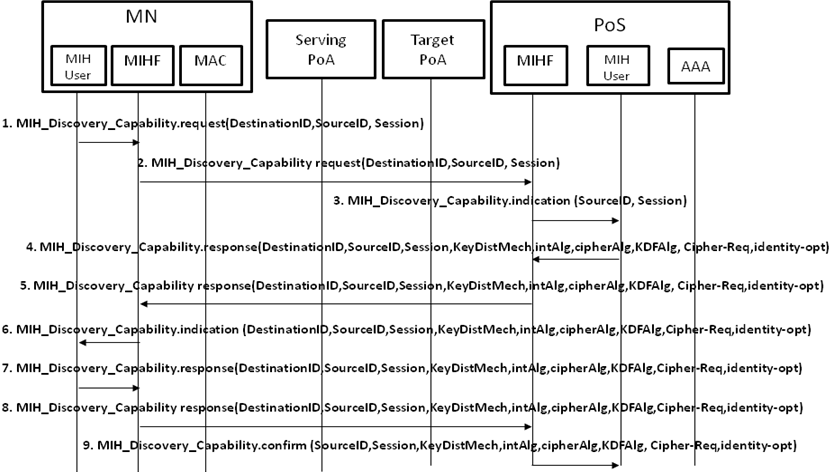 MN
MIH User
MIHF
MAC
Serving PoA
Target PoA
PoS
MIHF
MIH User
AAA
1. MIH_Discovery_Capability.request(DestinationID,SourceID, Session)
2. MIH_Discovery_Capability request(DestinationID,SourceID, Session)
3. MIH_Discovery_Capability.indication (SourceID, Session)
4. MIH_Discovery_Capability.response(DestinationID,SourceID,Session,KeyDistMech,intAlg,cipherAlg,KDFAlg, Cipher-Req,identity-opt)
5. MIH_Discovery_Capability response(DestinationID,SourceID,Session,KeyDistMech,intAlg,cipherAlg,KDFAlg, Cipher-Req,identity-opt)
6. MIH_Discovery_Capability.indication (DestinationID,SourceID,Session,KeyDistMech,intAlg,cipherAlg,KDFAlg,Cipher-Req,identity-opt)
7. MIH_Discovery_Capability.response(DestinationID,SourceID,Session,KeyDistMech,intAlg,cipherAlg,KDFAlg,Cipher-Req,identity-opt)
8. MIH_Discovery_Capability response(DestinationID,SourceID,Session,KeyDistMech,intAlg,cipherAlg,KDFAlg,Cipher-Req,identity-opt)
9. MIH_Discovery_Capability.confirm (SourceID,Session,KeyDistMech,intAlg,cipherAlg,KDFAlg, Cipher-Req,identity-opt)